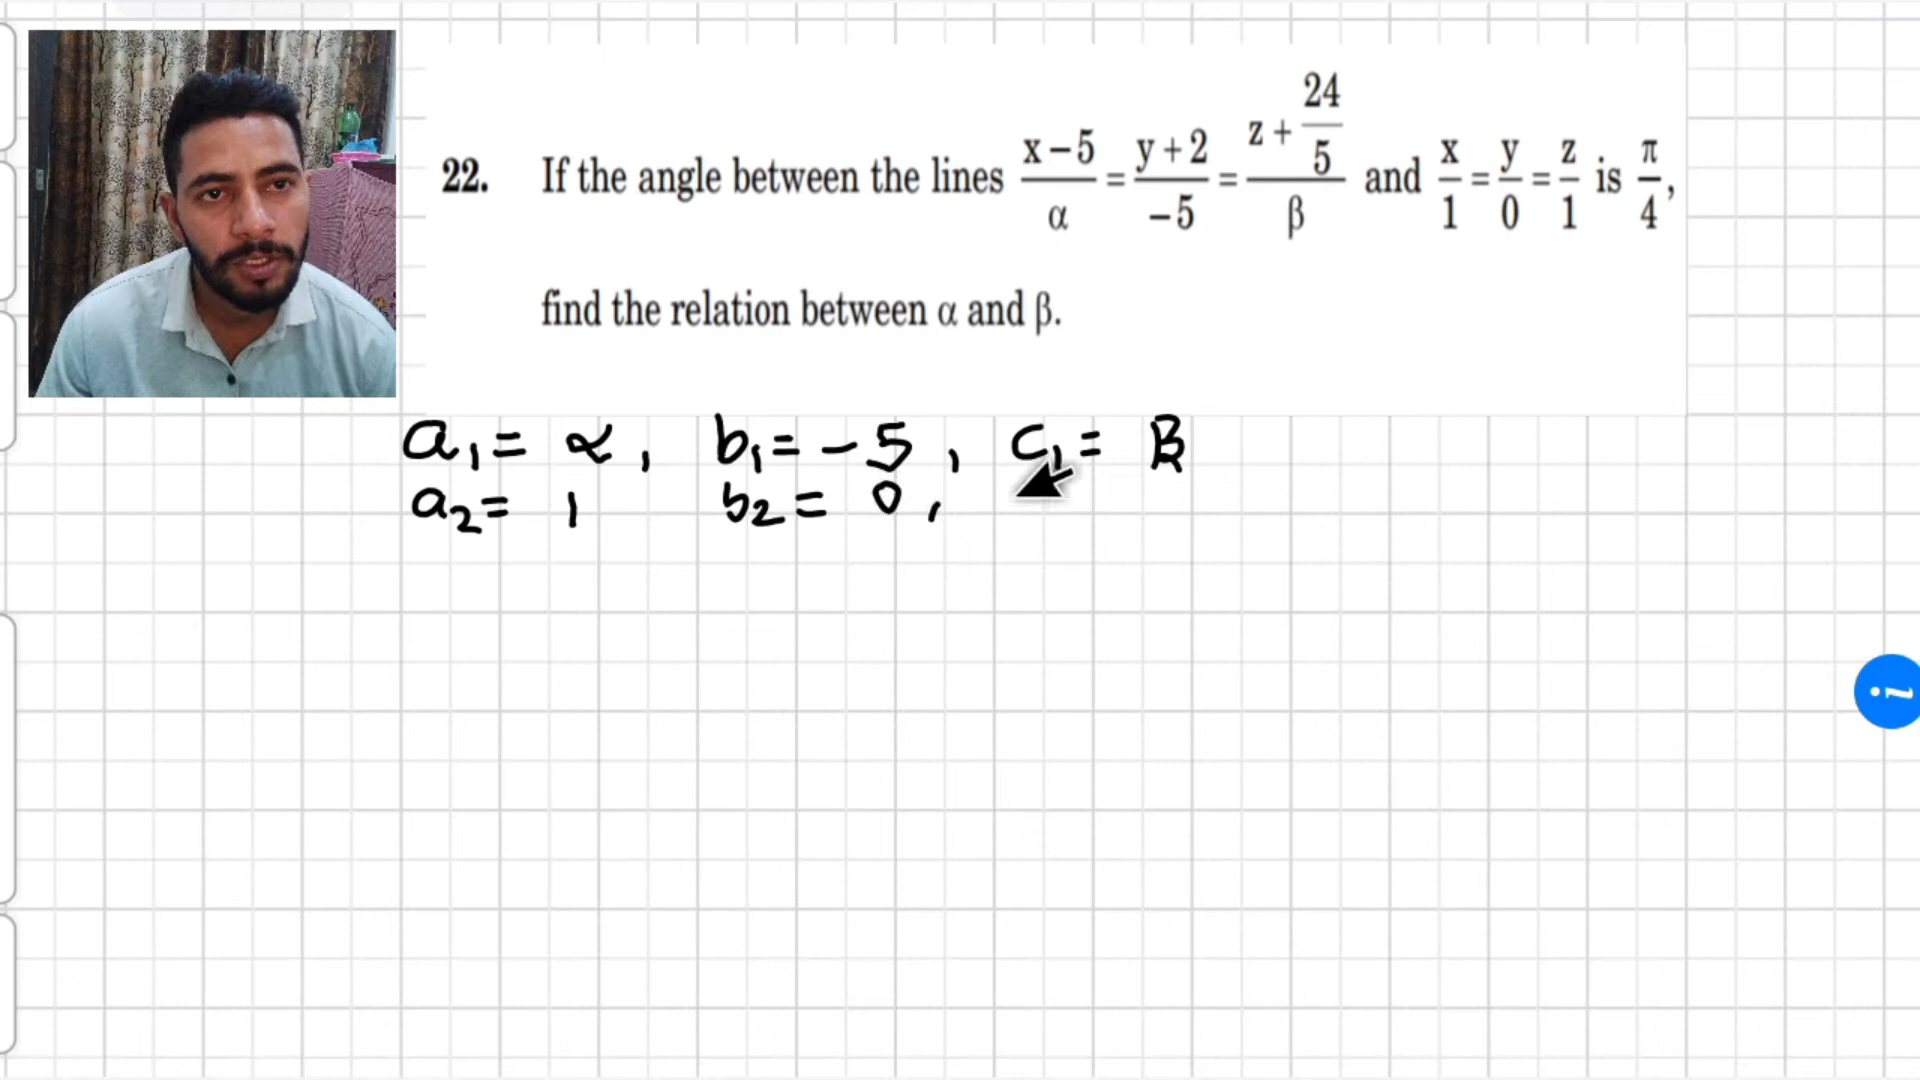 22. If the angle between the lines (x−5)/α = (y+2)/−5 = (z + 24/5)/β and x/1 = y/0 = z/1 is π/4,
find the relation between α and β.
a₁ = α, b₁ = −5, c₁ = β
a₂ = 1 b₂ = 0,
i